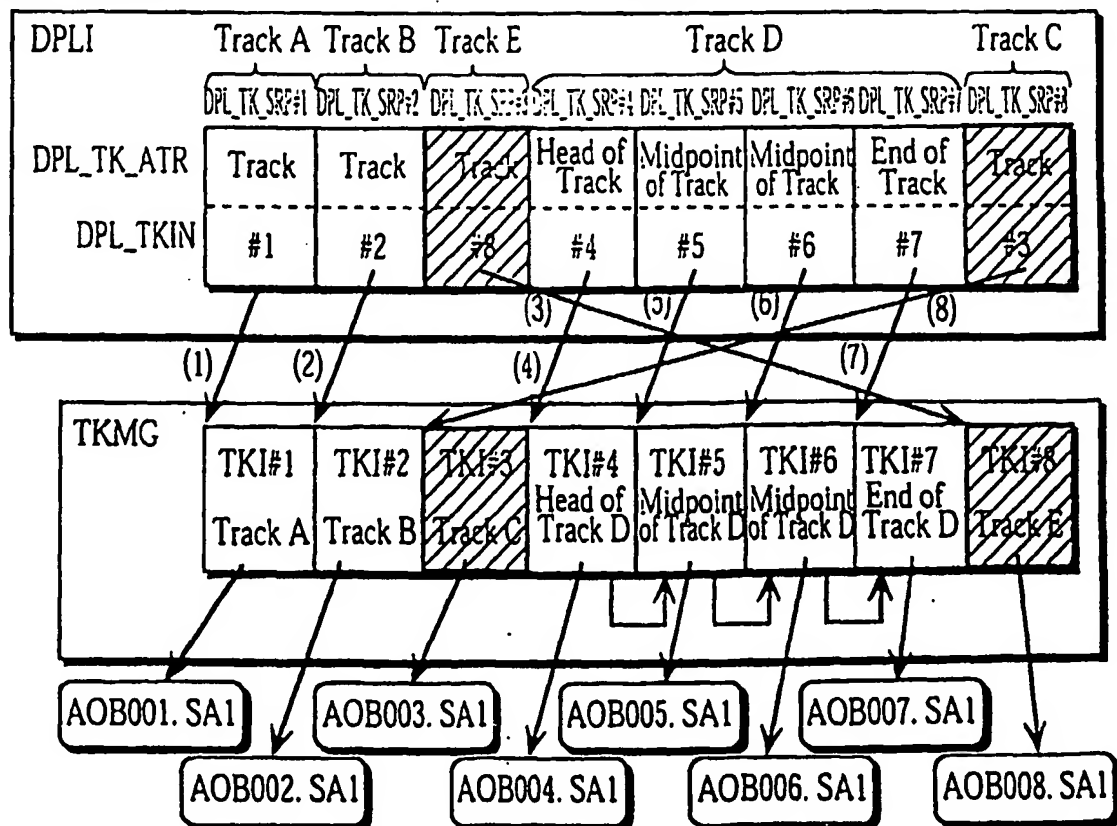 DPLI Track A Track B Track E Track D Track C
DPL_TK_SRP#1 DPL_TK_SRP#2 DPL_TK_SRP#3 DPL_TK_SRP#4 DPL_TK_SRP#5 DPL_TK_SRP#6 DPL_TK_SRP#7 DPL_TK_SRP#8
DPL_TK_ATR Track Track Track Head of Track Midpoint of Track Midpoint of Track End of Track Track
DPL_TKIN #1 #2 #8 #4 #5 #6 #7 #3
(3) (5) (6) (8)
(1) (2) (4) (7)
TKMG TKI#1 TKI#2 TKI#3 TKI#4 TKI#5 TKI#6 TKI#7 TKI#8
Track A Track B Track C Head of Track D Midpoint of Track D Midpoint of Track D End of Track D Track E
AOB001. SA1 AOB003. SA1 AOB005. SA1 AOB007. SA1
AOB002. SA1 AOB004. SA1 AOB006. SA1 AOB008. SA1